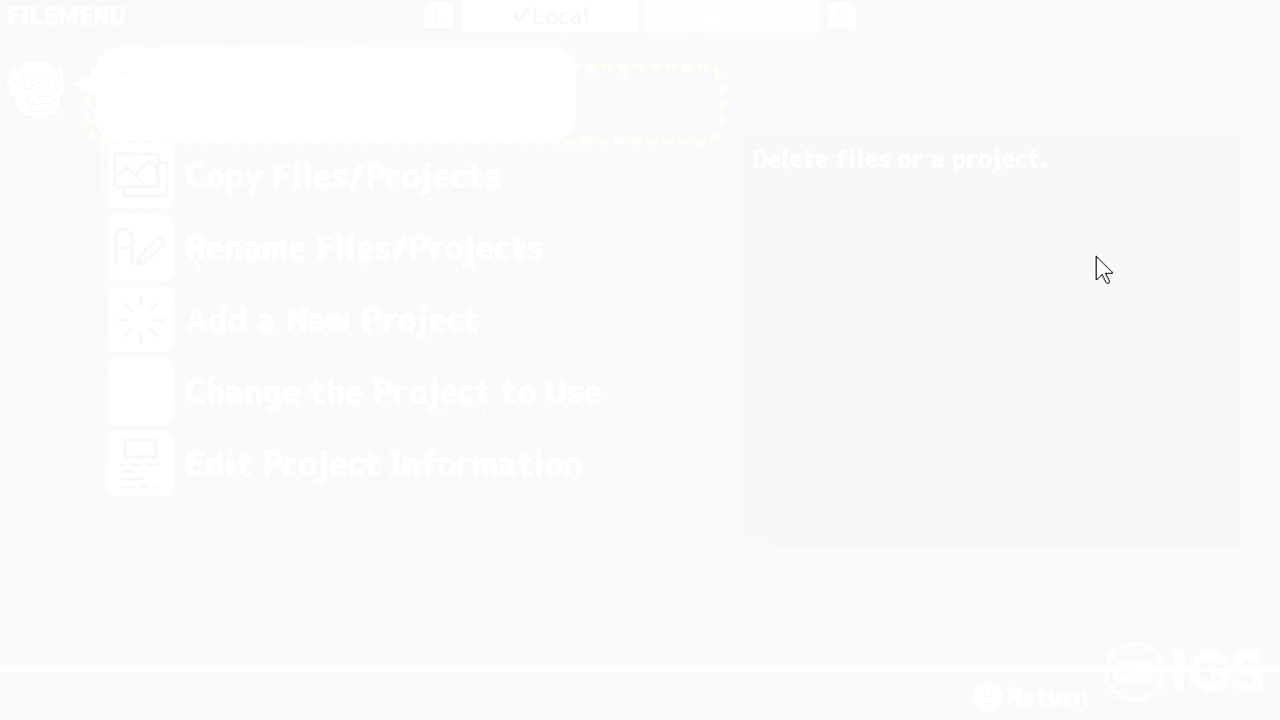 FILEMENU
L
✔Local
R
Delete files or a project.
Copy Files/Projects
Rename Files/Projects
Add a New Project
Change the Project to Use
Edit Project Information
IGS
B Return